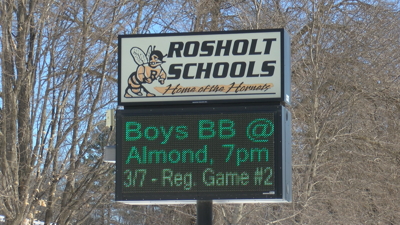 ROSHOLT
SCHOOLS
Home of the Hornets
R
Boys BB @
Almond, 7pm
3/7 - Reg. Game #2